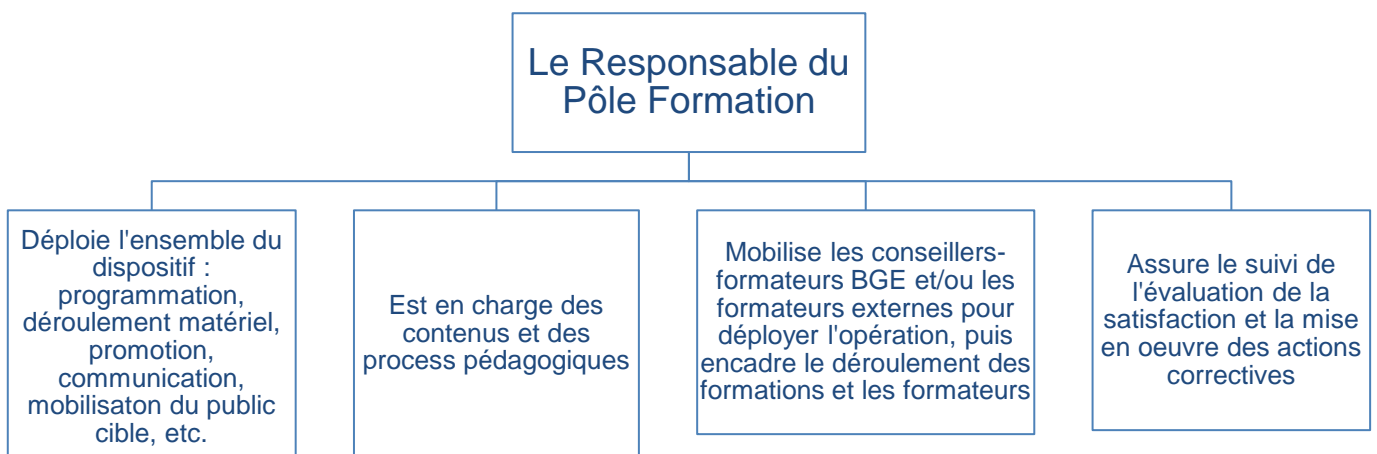 Le Responsable du
Pôle Formation
Déploie l'ensemble du
dispositif :
programmation,
déroulement matériel,
promotion,
communication,
mobilisaton du public
cible, etc.
Est en charge des
contenus et des
process pédagogiques
Mobilise les conseillers-
formateurs BGE et/ou les
formateurs externes pour
déployer l'opération, puis
encadre le déroulement des
formations et les formateurs
Assure le suivi de
l'évaluation de la
satisfaction et la mise
en oeuvre des actions
correctives